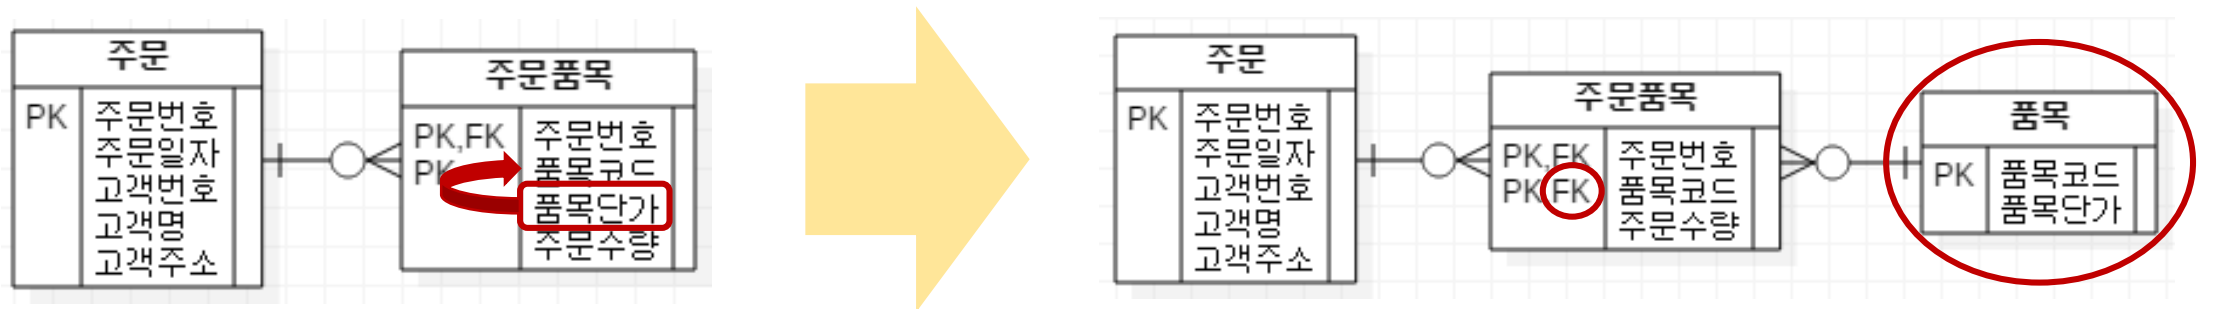 주문
PK 주문번호
주문일자
고객번호
고객명
고객주소
주문품목
PK,FK 주문번호
PK 품목코드
품목단가
주문수량
주문
PK 주문번호
주문일자
고객번호
고객명
고객주소
주문품목
PK,FK 주문번호
PK,FK 품목코드
주문수량
품목
PK 품목코드
품목단가